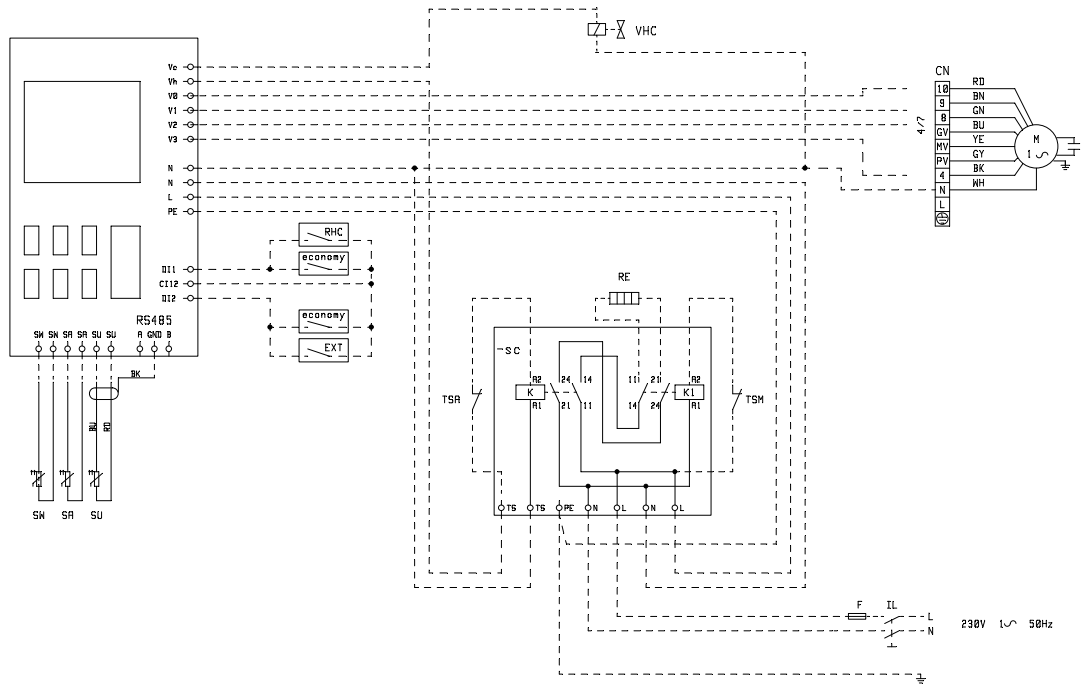 VHC
Vc
Vh
V0
V1
V2
V3
N
N
L
PE
DI1
CI12
DI2
RS485
SW SW SA SA SU SU A GND B
BK
BU
RD
SW SA SU
RHC
economy
economy
EXT
CN
4/7
10 RD
9 BN
8 GN
GV BU
MV YE
PV GY
4 BK
N WH
L
M
1
RE
SC
TSA
TSM
K A2 24 14 11 21 A2 K1
A1 21 11 14 24 A1
TS TS PE N L N L
F IL
L
N
230V 1 50Hz